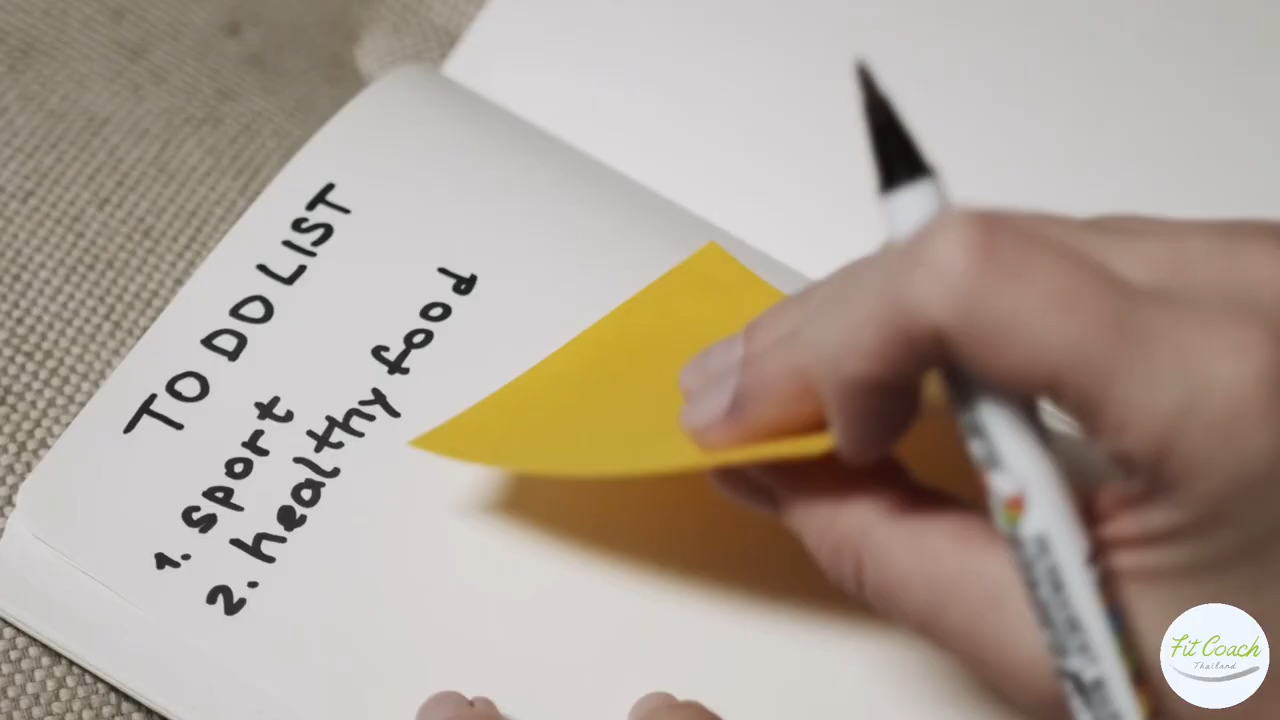 TO DO LIST
1. sport
2. healthy food
Fit Coach
Thailand